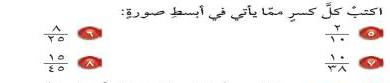 اكتبْ كلَّ كسرٍ ممّا يأتي في أبسطِ صورةٍ:
٥ ٢/١٠ ٦ ٨/٢٥
٧ ١٠/٣٨ ٨ ١٥/٤٥